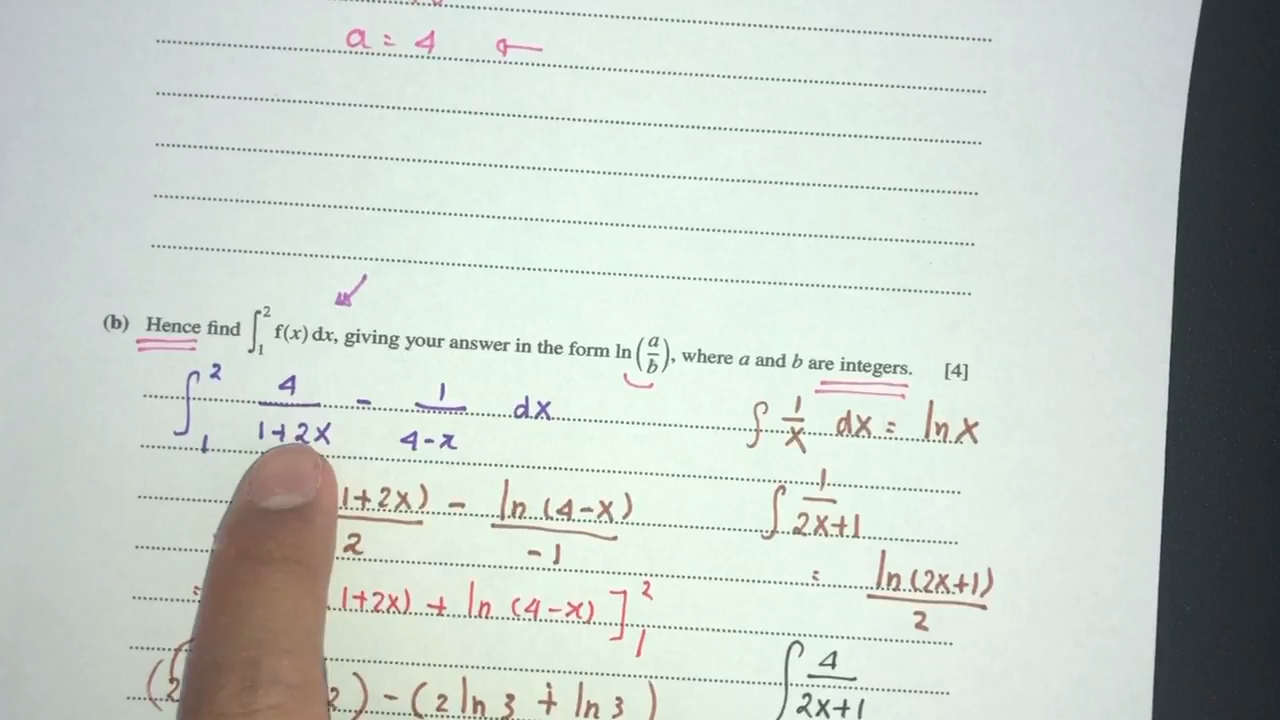 a = 4 ←
(b) Hence find ∫₁² f(x) dx, giving your answer in the form ln(a/b), where a and b are integers. [4]
∫₁² 4/(1+2x) - 1/(4-x) dx
∫ 1/x dx = ln x
1+2x)/2 - ln (4-x)/-1
∫ 1/(2x+1)
= ln (2x+1)/2
= 1+2x) + ln (4-x) ]₁²
∫ 4/(2x+1)
2) - (2 ln 3 + ln 3)